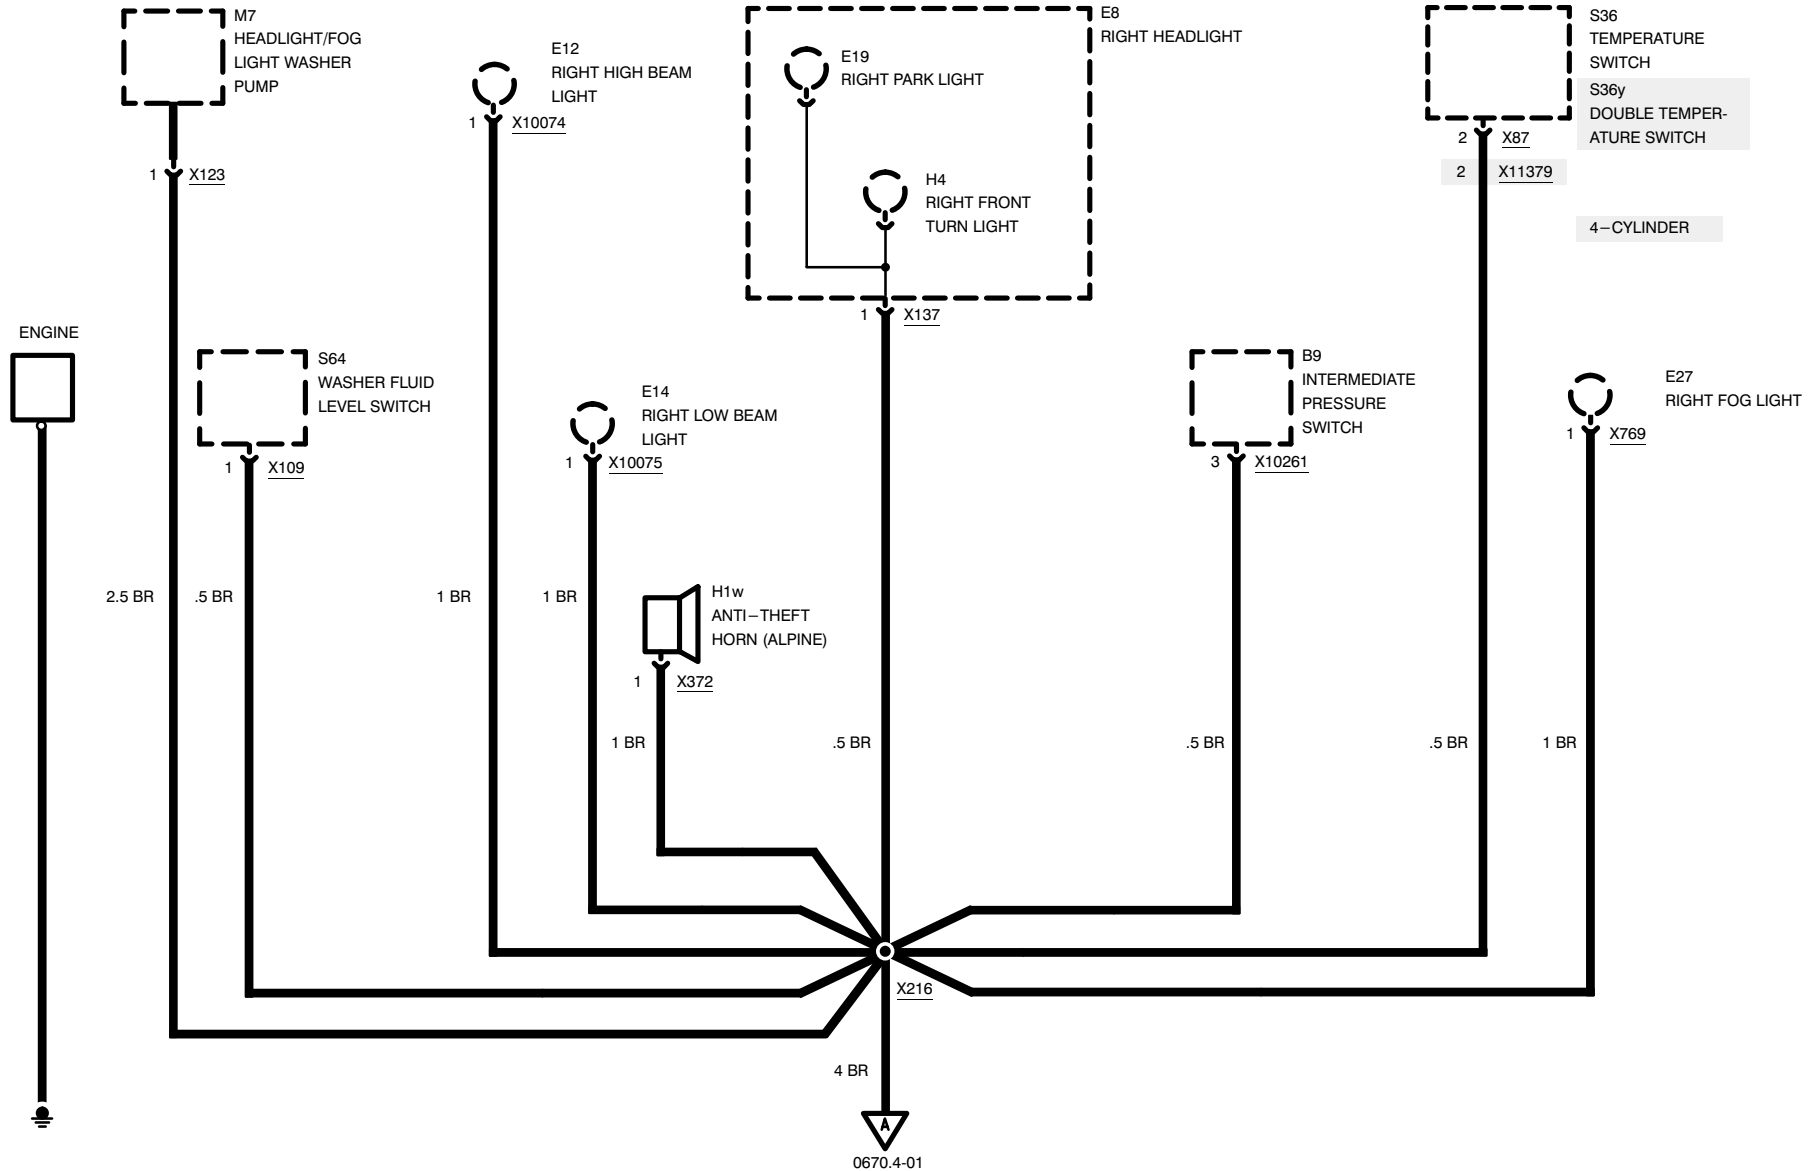 M7
HEADLIGHT/FOG
LIGHT WASHER
PUMP
1 X123
E12
RIGHT HIGH BEAM
LIGHT
1 X10074
E8
RIGHT HEADLIGHT
E19
RIGHT PARK LIGHT
H4
RIGHT FRONT
TURN LIGHT
1 X137
S36
TEMPERATURE
SWITCH
S36y
DOUBLE TEMPER-
ATURE SWITCH
2 X87
2 X11379
4-CYLINDER
ENGINE
S64
WASHER FLUID
LEVEL SWITCH
1 X109
E14
RIGHT LOW BEAM
LIGHT
1 X10075
B9
INTERMEDIATE
PRESSURE
SWITCH
3 X10261
E27
RIGHT FOG LIGHT
1 X769
2.5 BR
.5 BR
1 BR
1 BR
H1w
ANTI-THEFT
HORN (ALPINE)
1 X372
1 BR
.5 BR
.5 BR
.5 BR
1 BR
X216
4 BR
A
0670.4-01